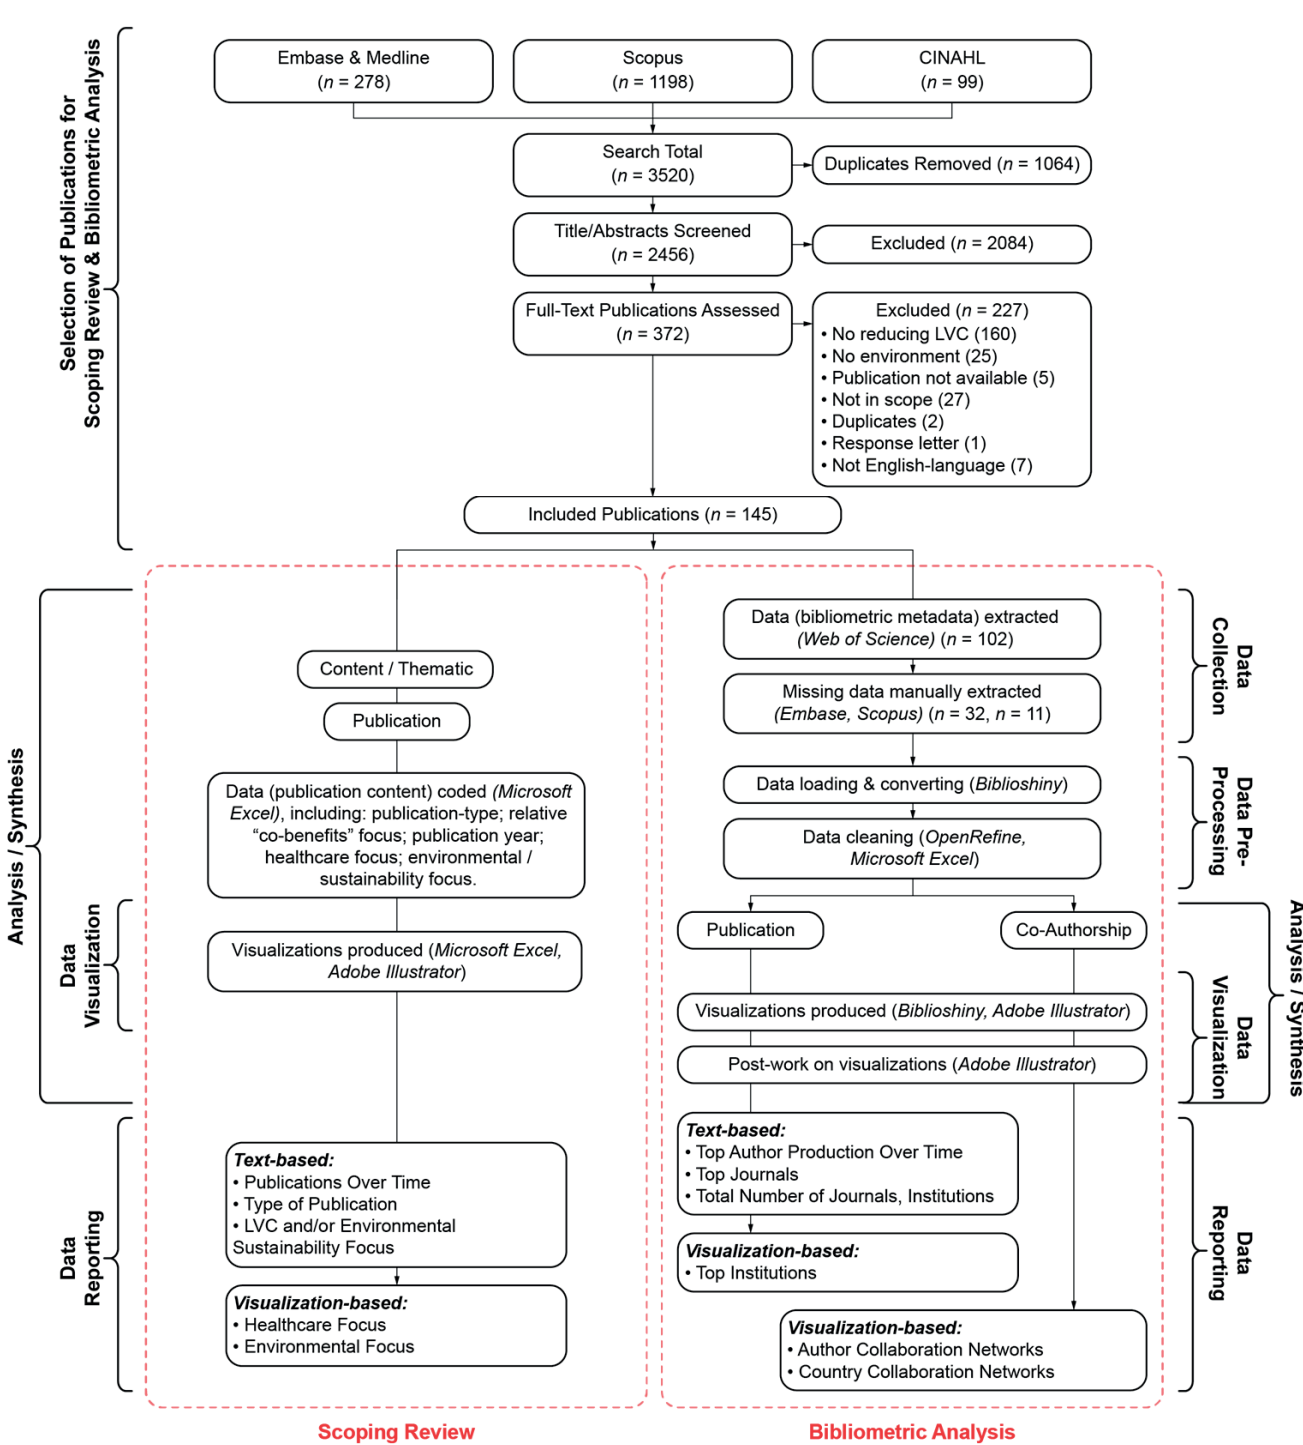 Selection of Publications for
Scoping Review & Bibliometric Analysis
Embase & Medline
(n = 278)
Scopus
(n = 1198)
CINAHL
(n = 99)
Search Total
(n = 3520)
Duplicates Removed (n = 1064)
Title/Abstracts Screened
(n = 2456)
Excluded (n = 2084)
Full-Text Publications Assessed
(n = 372)
Excluded (n = 227)
• No reducing LVC (160)
• No environment (25)
• Publication not available (5)
• Not in scope (27)
• Duplicates (2)
• Response letter (1)
• Not English-language (7)
Included Publications (n = 145)
Analysis / Synthesis
Content / Thematic
Publication
Data (publication content) coded (Microsoft
Excel), including: publication-type; relative
“co-benefits” focus; publication year;
healthcare focus; environmental /
sustainability focus.
Data
Visualization
Visualizations produced (Microsoft Excel,
Adobe Illustrator)
Data
Reporting
Text-based:
• Publications Over Time
• Type of Publication
• LVC and/or Environmental
Sustainability Focus
Visualization-based:
• Healthcare Focus
• Environmental Focus
Scoping Review
Data (bibliometric metadata) extracted
(Web of Science) (n = 102)
Missing data manually extracted
(Embase, Scopus) (n = 32, n = 11)
Data
Collection
Data loading & converting (Biblioshiny)
Data cleaning (OpenRefine,
Microsoft Excel)
Data Pre-
Processing
Publication
Co-Authorship
Visualizations produced (Biblioshiny, Adobe Illustrator)
Post-work on visualizations (Adobe Illustrator)
Data
Visualization
Analysis / Synthesis
Text-based:
• Top Author Production Over Time
• Top Journals
• Total Number of Journals, Institutions
Visualization-based:
• Top Institutions
Visualization-based:
• Author Collaboration Networks
• Country Collaboration Networks
Data
Reporting
Bibliometric Analysis